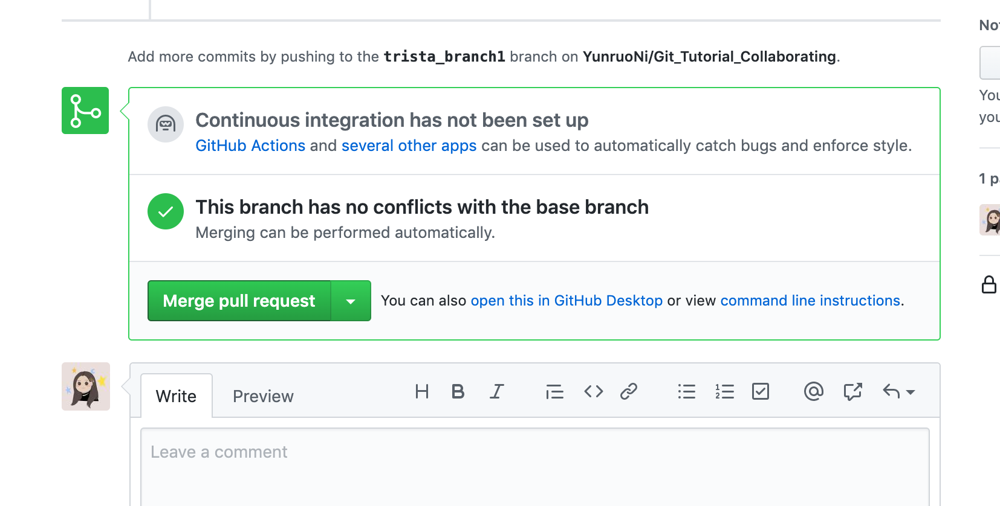 Add more commits by pushing to the trista_branch1 branch on YunruoNi/Git_Tutorial_Collaborating.
Continuous integration has not been set up
GitHub Actions and several other apps can be used to automatically catch bugs and enforce style.
This branch has no conflicts with the base branch
Merging can be performed automatically.
Merge pull request
You can also open this in GitHub Desktop or view command line instructions.
Write
Preview
Leave a comment
1